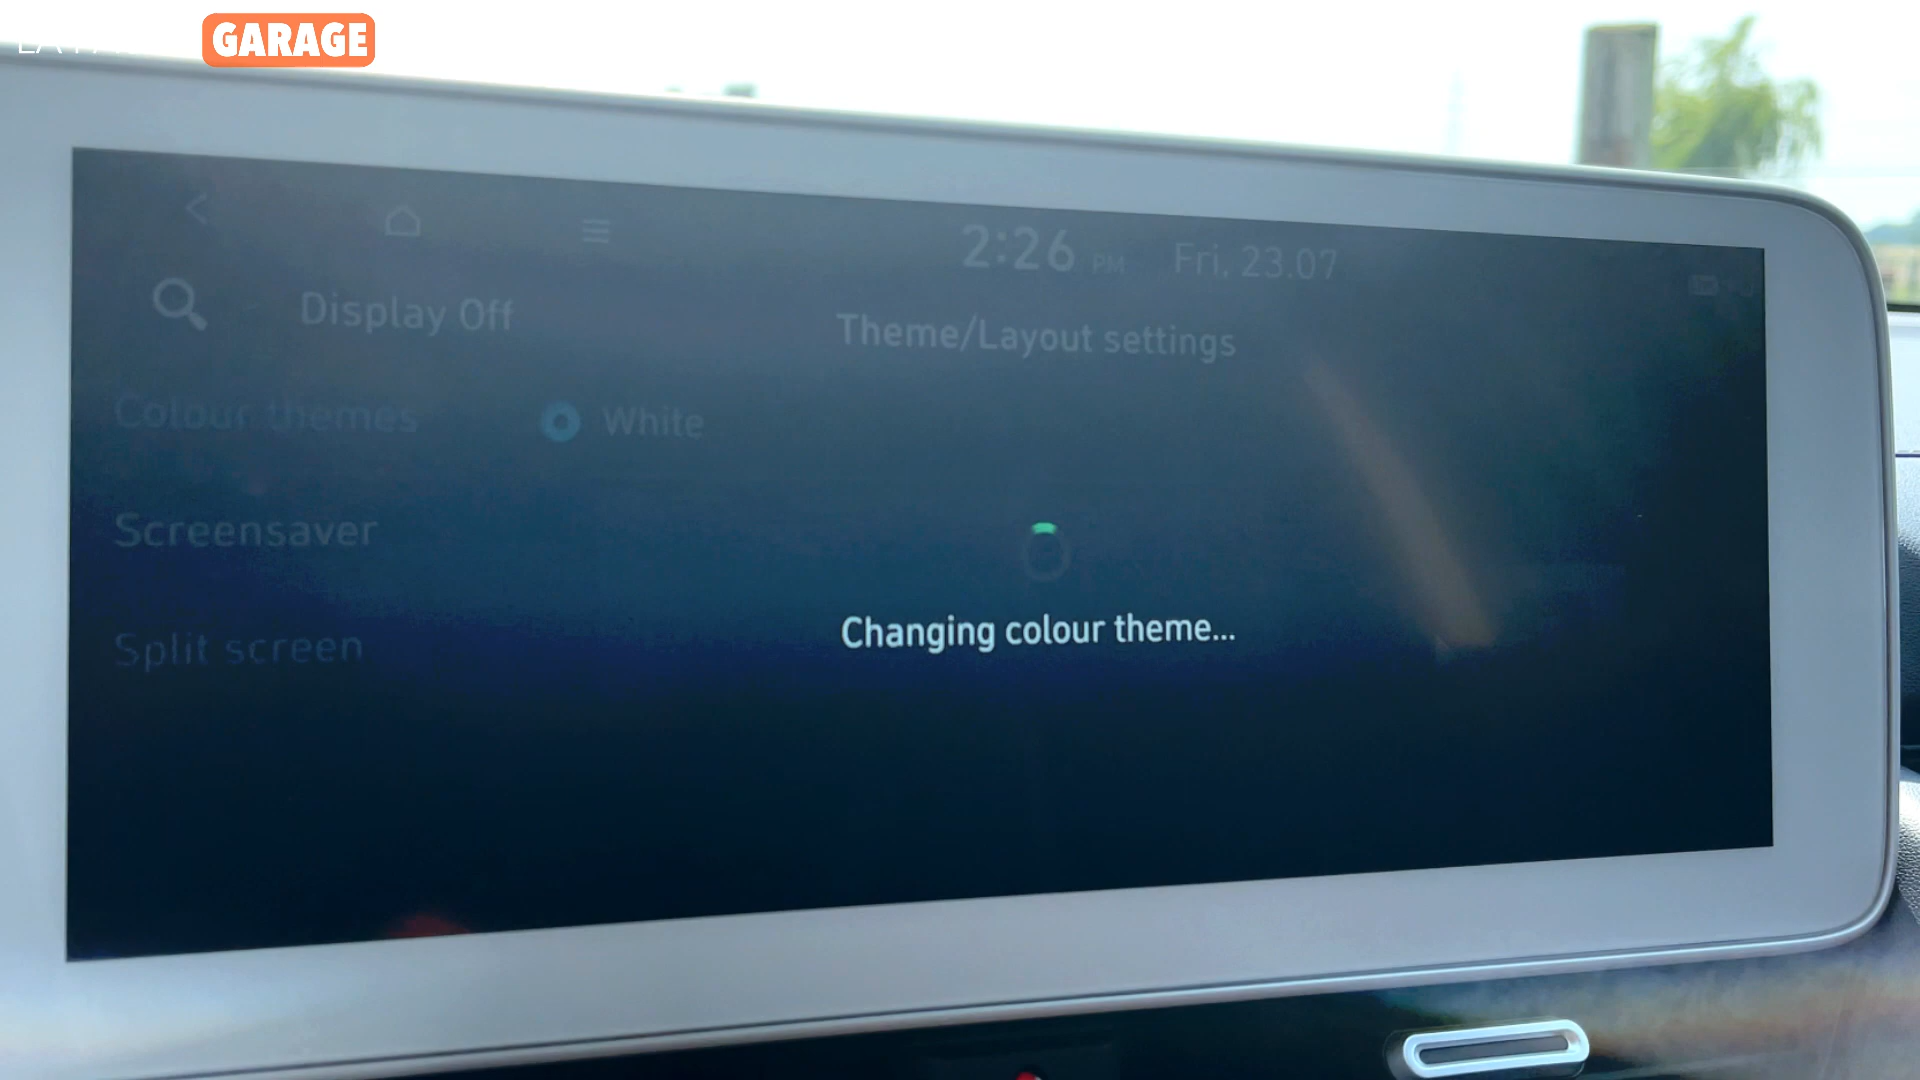 GARAGE
2:26 PM Fri. 23.07
Display Off
Theme/Layout settings
Colour themes
White
Screensaver
Changing colour theme...
Split screen